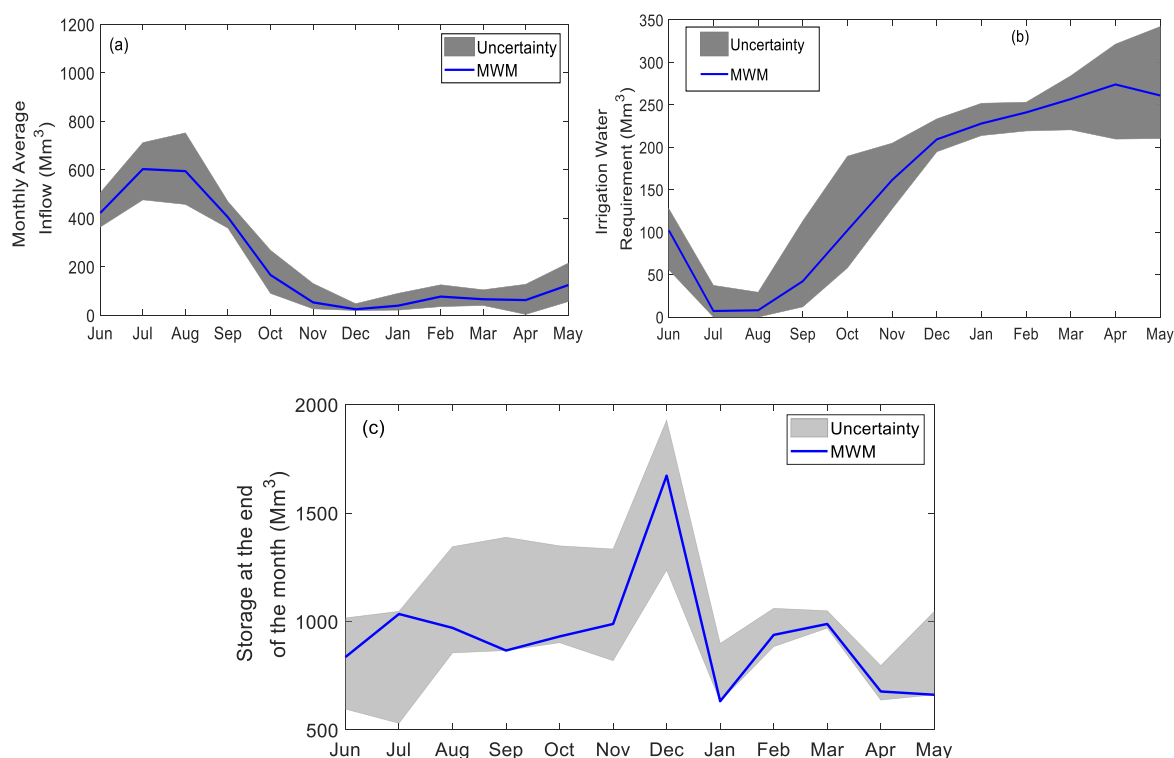 (a)
Uncertainty
MWM
Monthly Average
Inflow (Mm³)
1200
1000
800
600
400
200
0
Jun Jul Aug Sep Oct Nov Dec Jan Feb Mar Apr May
(b)
Uncertainty
MWM
Irrigation Water
Requirement (Mm³)
350
300
250
200
150
100
50
0
Jun Jul Aug Sep Oct Nov Dec Jan Feb Mar Apr May
(c)
Uncertainty
MWM
Storage at the end
of the month (Mm³)
2000
1500
1000
500
Jun Jul Aug Sep Oct Nov Dec Jan Feb Mar Apr May